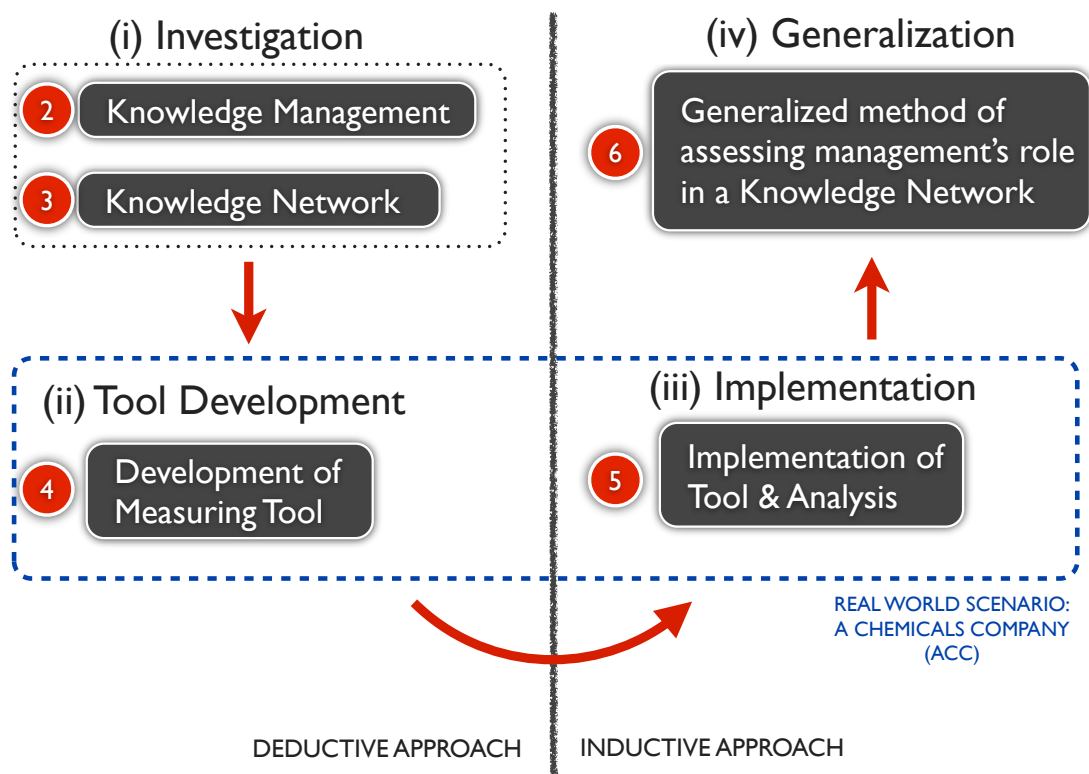 (i) Investigation
2
Knowledge Management
3
Knowledge Network
(ii) Tool Development
4
Development of
Measuring Tool
(iv) Generalization
6
Generalized method of
assessing management's role
in a Knowledge Network
(iii) Implementation
5
Implementation of
Tool & Analysis
REAL WORLD SCENARIO:
A CHEMICALS COMPANY
(ACC)
DEDUCTIVE APPROACH
INDUCTIVE APPROACH